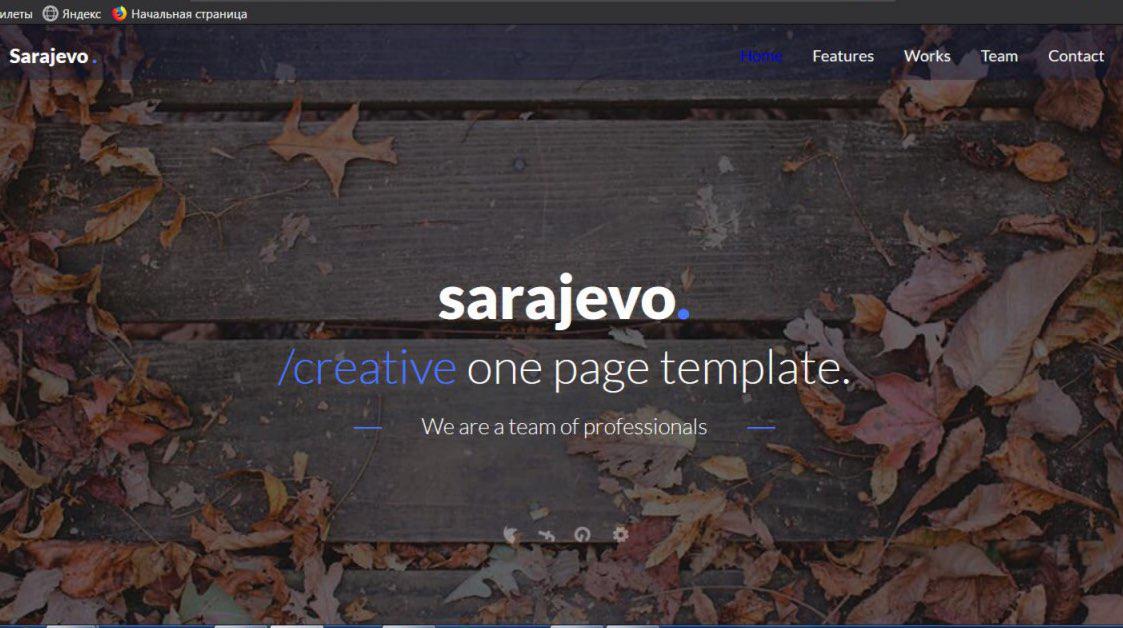 Яндекс Начальная страница
Sarajevo. Home Features Works Team Contact
sarajevo.
/creative one page template.
We are a team of professionals